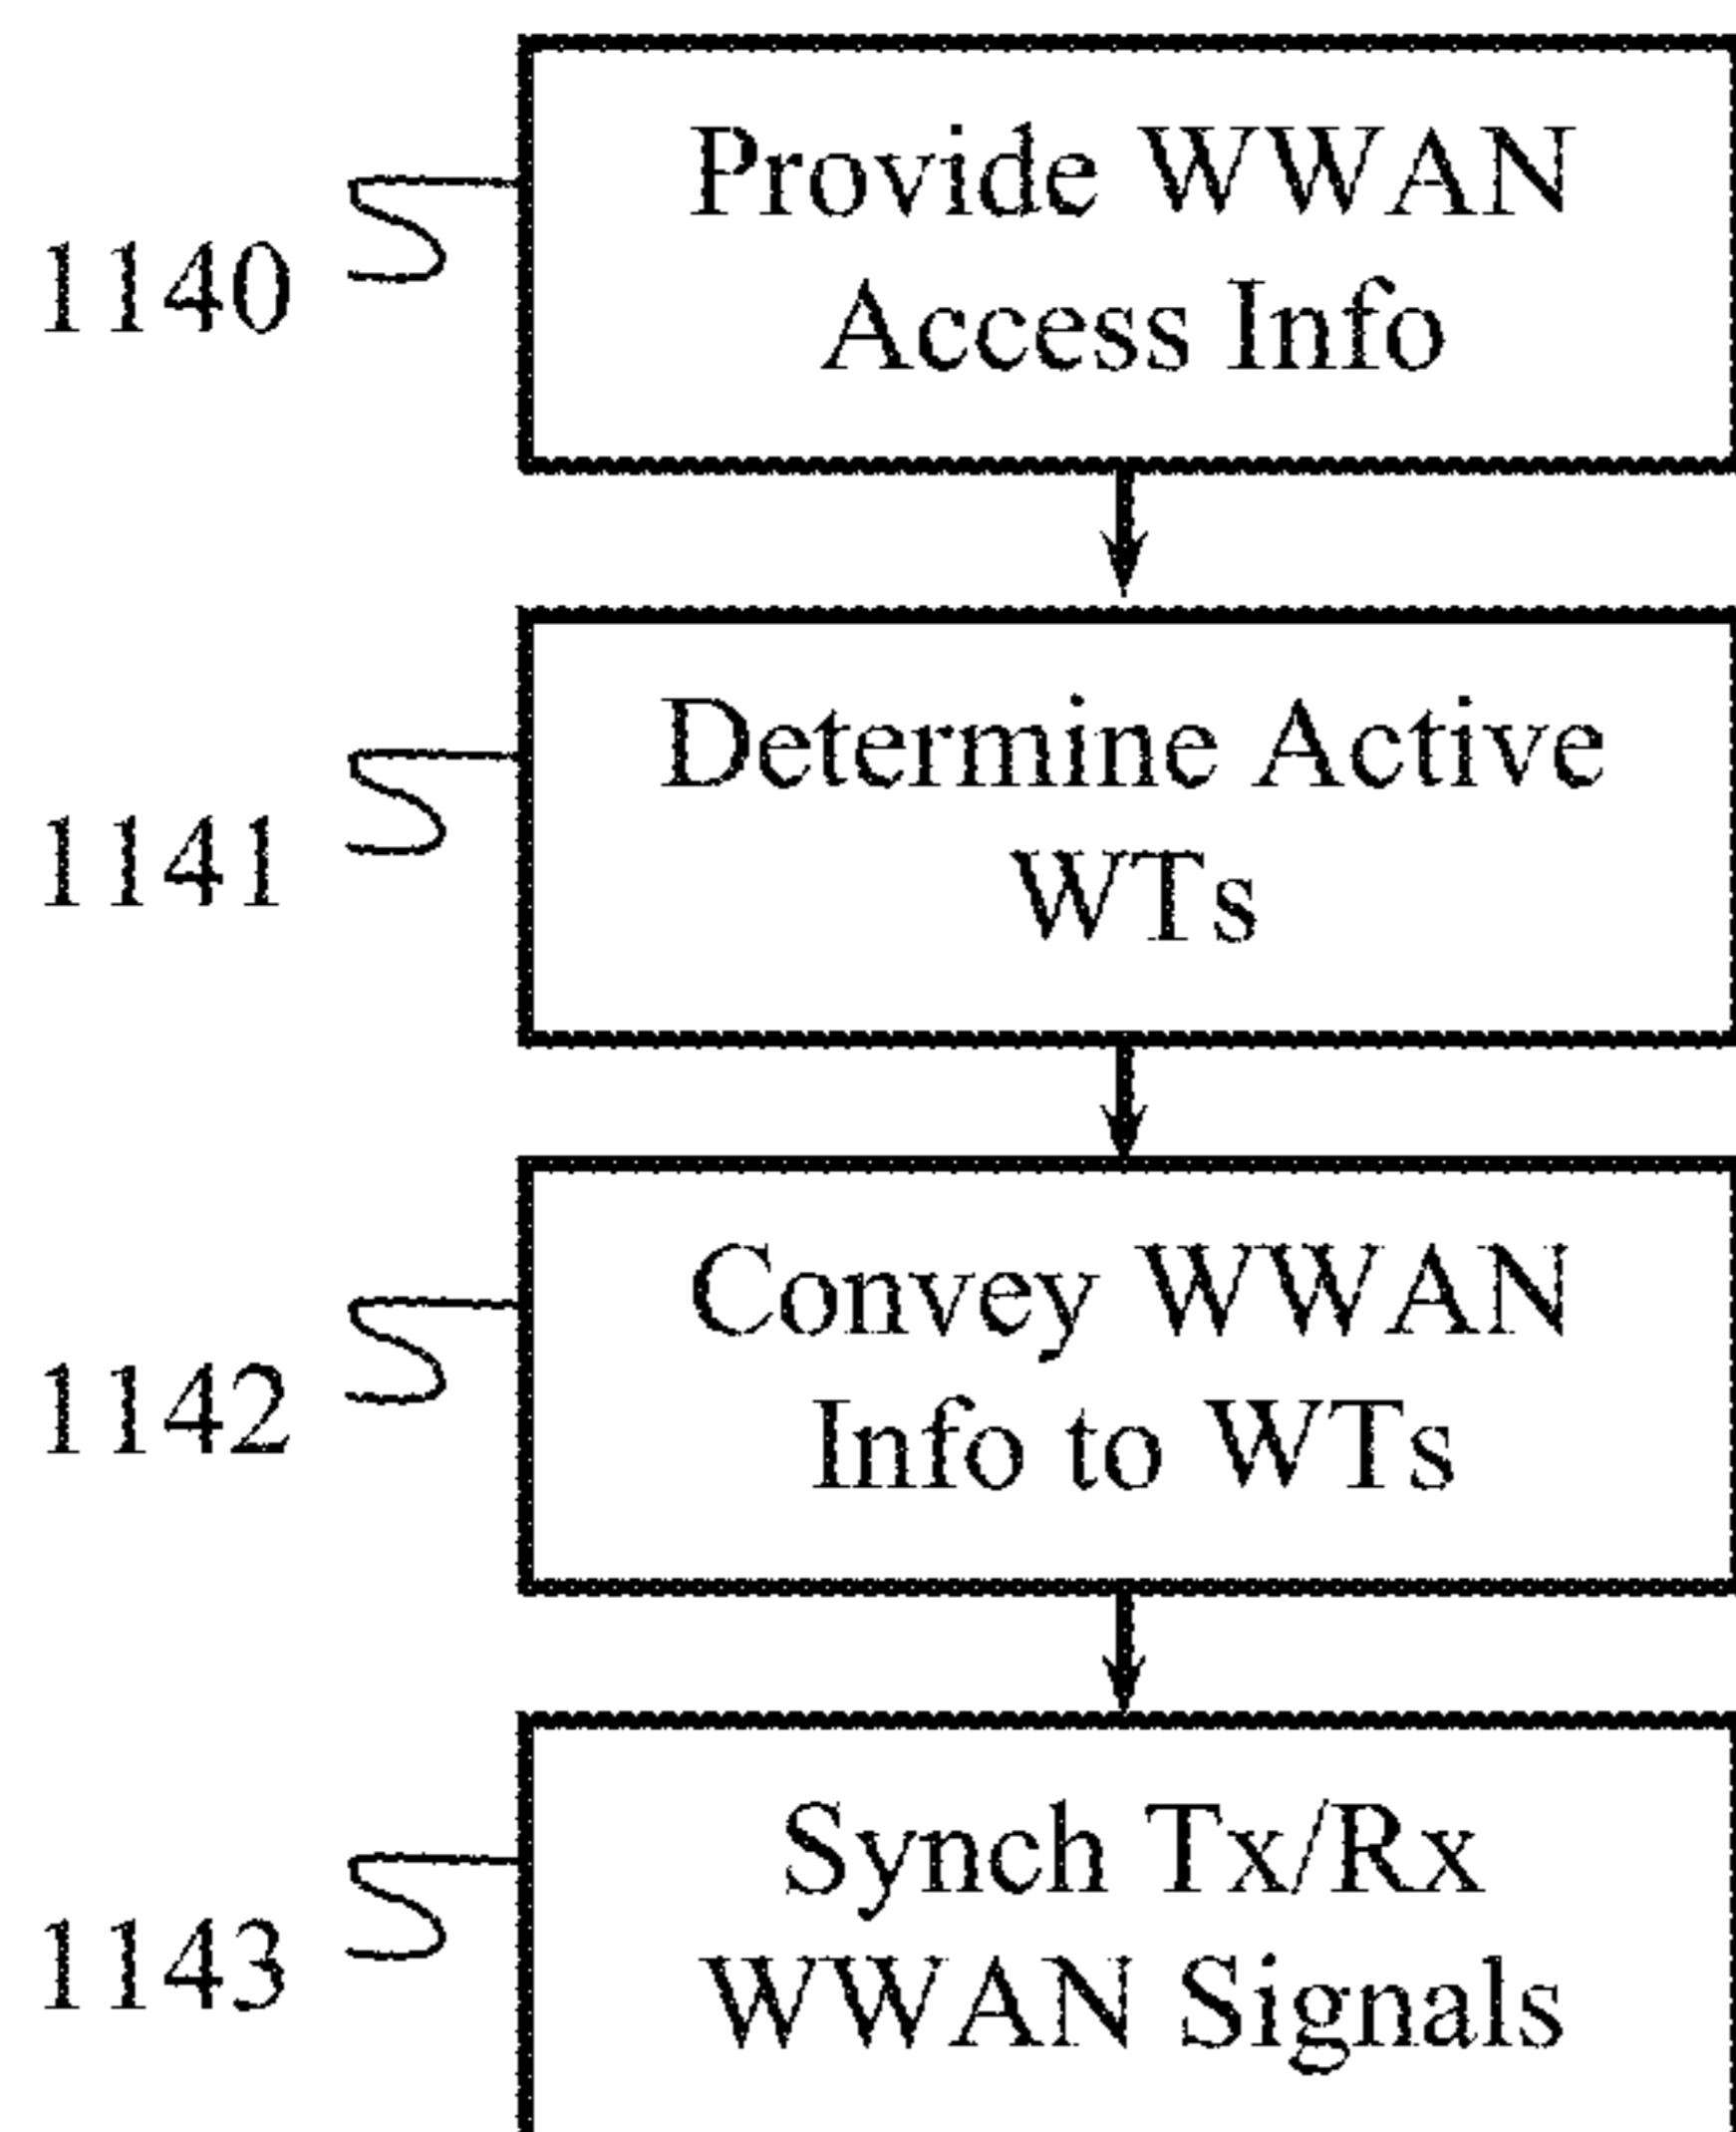 Provide WWAN
Access Info
1140
Determine Active
WTs
1141
Convey WWAN
Info to WTs
1142
Synch Tx/Rx
WWAN Signals
1143